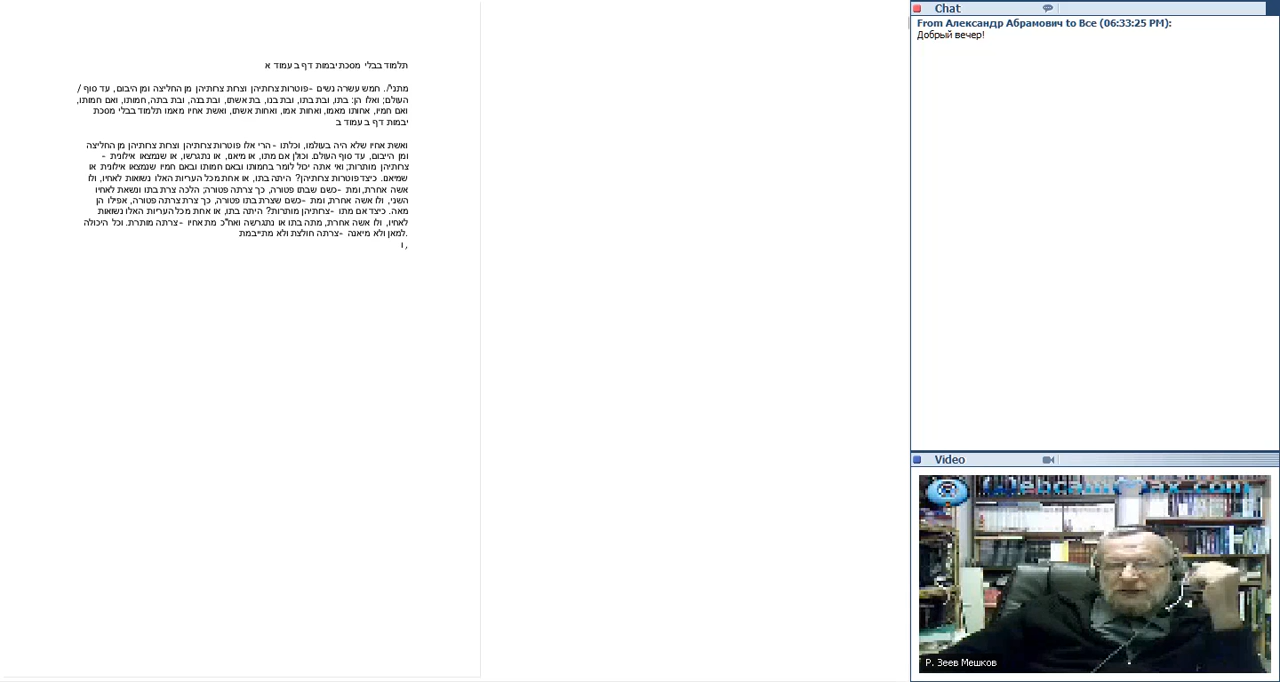 תלמוד בבלי מסכת יבמות דף ב עמוד א
מתני'/. חמש עשרה נשים -פוטרות צרותיהן וצרות צרותיהן מן החליצה ומן היבום, עד סוף /
העולם; ואלו הן: בתו, ובת בתו, ובת בנו, בת אשתו, ובת בנה, ובת בתה, חמותו, ואם חמותו,
ואם חמיו, אחותו מאמו, ואחות אמו, ואחות אשתו, ואשת אחיו מאמו תלמוד בבלי מסכת
יבמות דף ב עמוד ב
ואשת אחיו שלא היה בעולמו, וכלתו - הרי אלו פוטרות צרותיהן וצרות צרותיהן מן החליצה
ומן הייבום, עד סוף העולם. וכולן אם מתו, או מיאנו, או נתגרשו, או שנמצאו אילונית -
צרותיהן מותרות; ואי אתה יכול לומר בחמותו ובאם חמותו ובאם חמיו שנמצאו אילונית או
שמיאנו. כיצד פוטרות צרותיהן? היתה בתו, או אחת מכל העריות האלו נשואות לאחיו, ולו
אשה אחרת, ומת -כשם שבתו פטורה, כך צרתה פטורה; הלכה צרת בתו ונשאת לאחיו
השני, ולו אשה אחרת, ומת -כשם שצרת בתו פטורה, כך צרת צרתה פטורה, אפילו הן
מאה. כיצד אם מתו -צרותיהן מותרות? היתה בתו, או אחת מכל העריות האלו נשואות
לאחיו, ולו אשה אחרת, מתה בתו או נתגרשה ואח"כ מת אחיו -צרתה מותרת. וכל היכולה
.למאן ולא מיאנה -צרתה חולצת ולא מתייבמת
, ו
Chat
From Александр Абрамович to Все (06:33:25 PM):
Добрый вечер!
Video
Р. Зеев Мешков